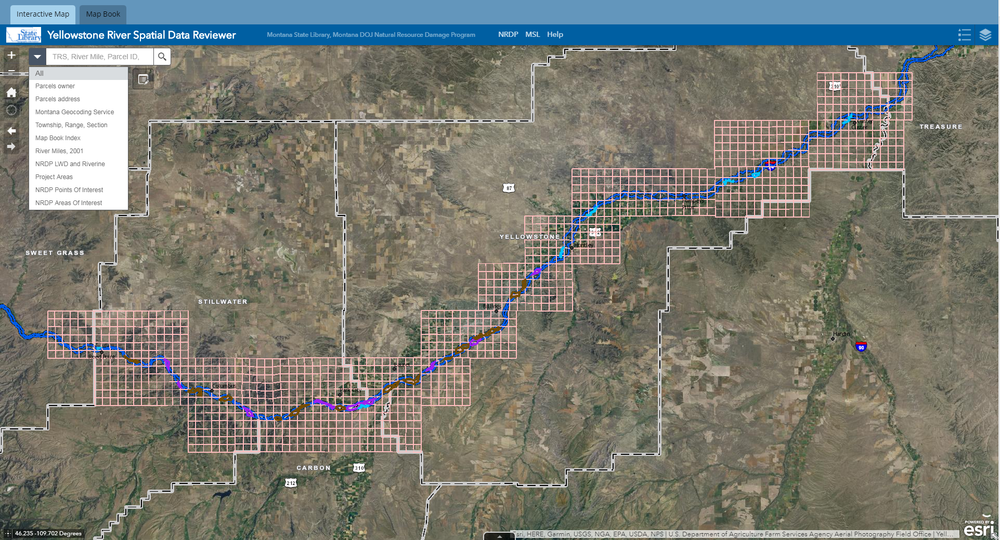 Interactive Map
Map Book
State
Library
Yellowstone River Spatial Data Reviewer
Montana State Library, Montana DOJ Natural Resource Damage Program
NRDP
MSL
Help
TRS, River Mile, Parcel ID,
All
Parcels owner
Parcels address
Montana Geocoding Service
Township, Range, Section
Map Book Index
River Miles, 2001
NRDP LWD and Riverine
Project Areas
NRDP Points Of Interest
NRDP Areas Of Interest
310
Custer
Custer
TREASURE
87
Pompeys
Pillar
312
YELLOWSTONE
Huntley
SWEET GRASS
STILLWATER
Billings
Hardin
90
Reed Point
Laurel
Columbus
Park City
CARBON
310
212
46.235 -109.702 Degrees
Esri, HERE, Garmin, USGS, NGA, EPA, USDA, NPS | U.S. Department of Agriculture Farm Services Agency Aerial Photography Field Office | Yell...
POWERED BY
esri